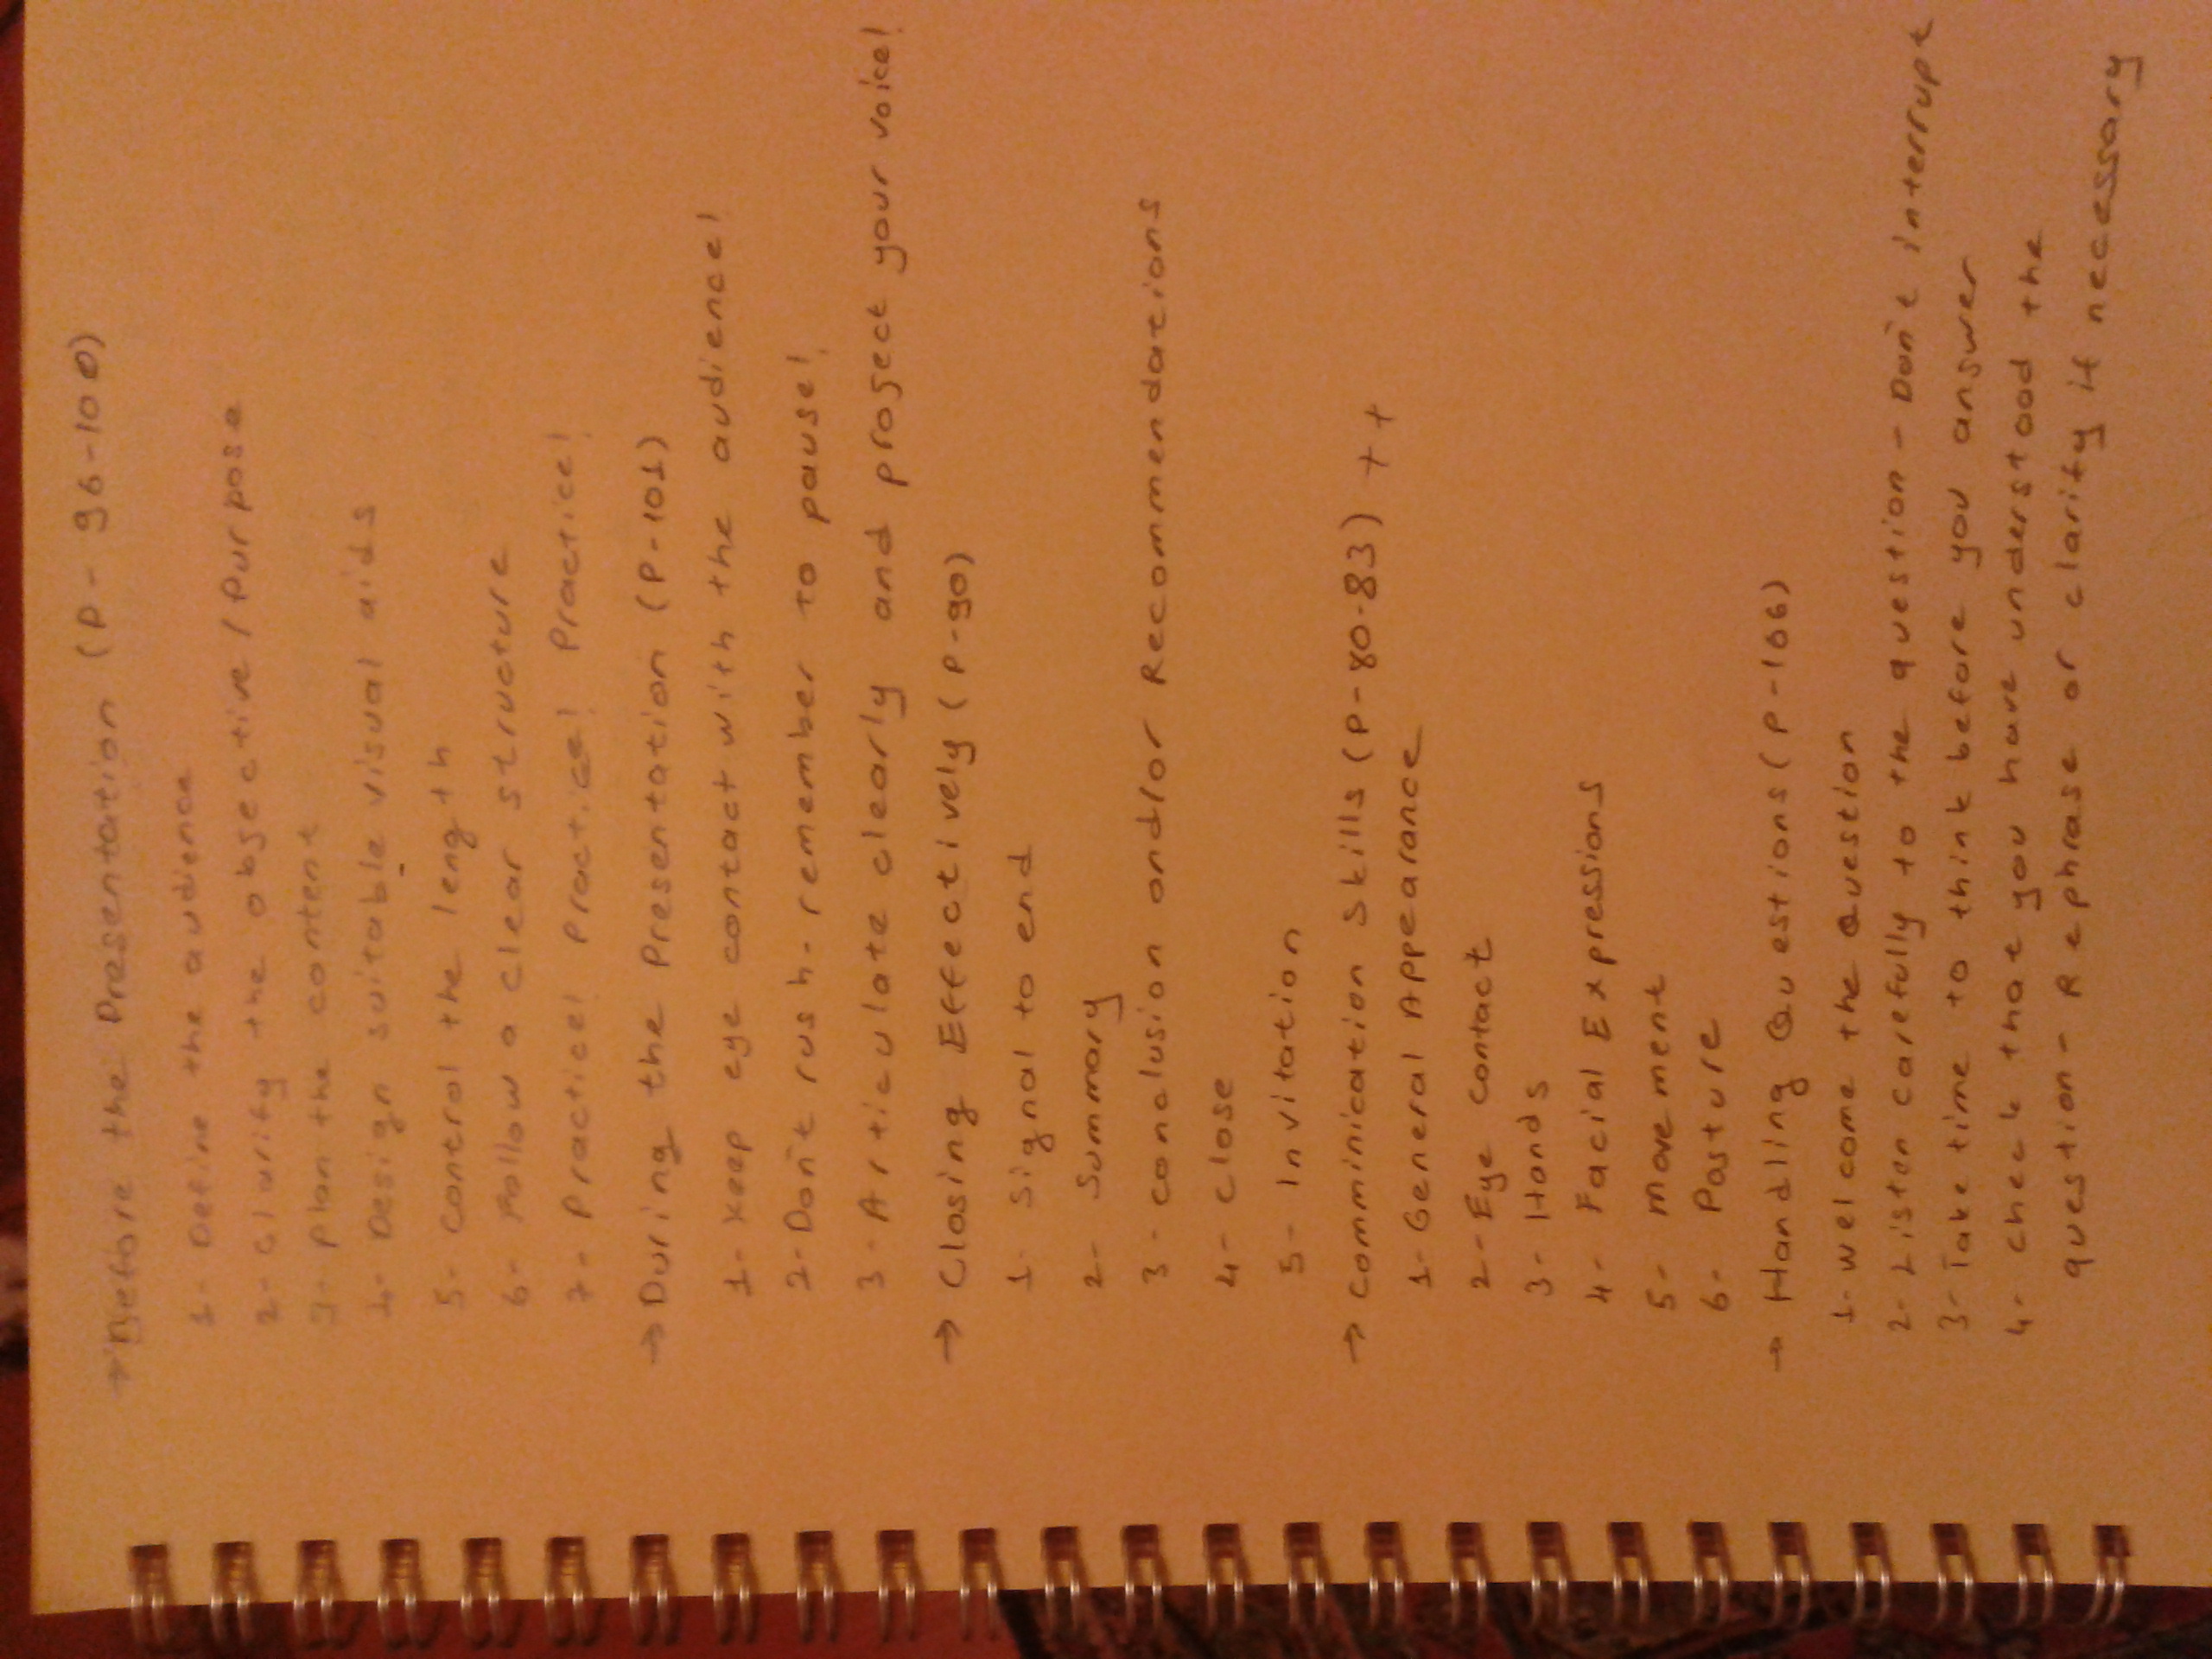 → Before the Presentation (P - 96-100)
1- Define the audience
2- Clarify the objective / Purpose
3- Plan the content
4- Design suitable visual aids
5- Control the length
6- Follow a clear structure
7- Practice! Practice! Practice!
→ During the Presentation (P-101)
1- Keep eye contact with the audience!
2- Don't rush - remember to pause!
3- Articulate clearly and project your voice!
→ Closing Effectively (P-90)
1- Signal to end
2- Summary
3- conclusion and/or Recommendations
4- close
5- Invitation
→ Comminication Skills (P-80-83) ++
1- General Appearance
2- Eye Contact
3- Hands
4- Facial Expressions
5- Movement
6- Posture
→ Handling Questions (P-106)
1- welcome the Question
2- Listen carefully to the question - Don't interrupt
3- Take time to think before you answer
4- check that you have understood the
question - Rephrase or clarify if necessary